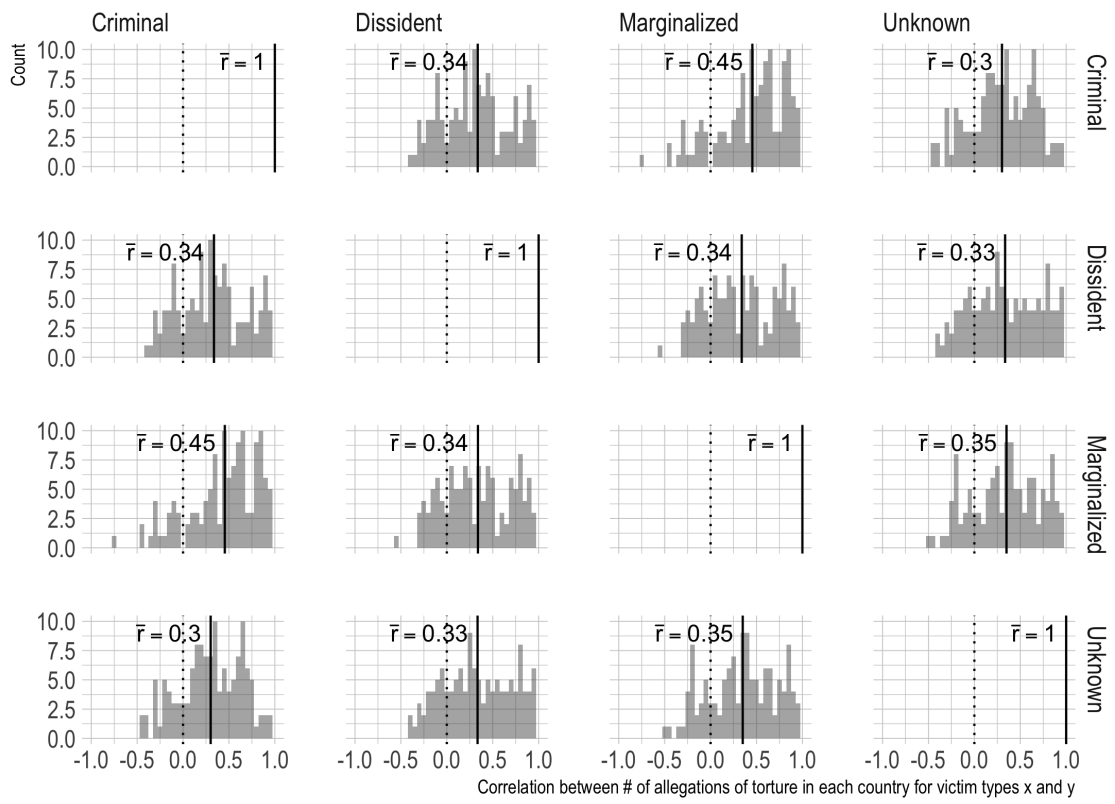 Criminal Dissident Marginalized Unknown
Count
10.0 r̅ = 1 r̅ = 0.34 r̅ = 0.45 r̅ = 0.3 Criminal
7.5
5.0
2.5
0.0
10.0 r̅ = 0.34 r̅ = 1 r̅ = 0.34 r̅ = 0.33 Dissident
7.5
5.0
2.5
0.0
10.0 r̅ = 0.45 r̅ = 0.34 r̅ = 1 r̅ = 0.35 Marginalized
7.5
5.0
2.5
0.0
10.0 r̅ = 0.3 r̅ = 0.33 r̅ = 0.35 r̅ = 1 Unknown
7.5
5.0
2.5
0.0
-1.0 -0.5 0.0 0.5 1.0 -1.0 -0.5 0.0 0.5 1.0 -1.0 -0.5 0.0 0.5 1.0 -1.0 -0.5 0.0 0.5 1.0
Correlation between # of allegations of torture in each country for victim types x and y